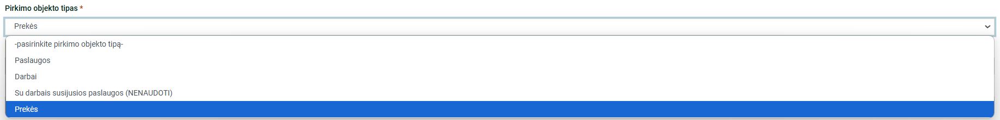 Pirkimo objekto tipas *
Prekės
-pasirinkite pirkimo objekto tipą-
Paslaugos
Darbai
Su darbais susijusios paslaugos (NENAUDOTI)
Prekės